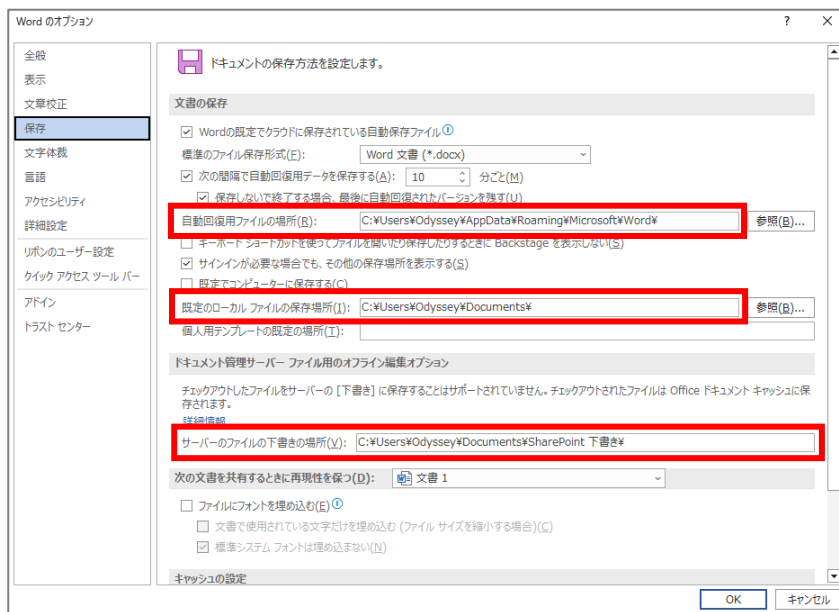 Word のオプション
?
×
全般
表示
文章校正
保存
文字体裁
言語
アクセシビリティ
詳細設定
リボンのユーザー設定
クイック アクセス ツール バー
アドイン
トラスト センター
ドキュメントの保存方法を設定します。
文書の保存
Wordの既定でクラウドに保存されている自動保存ファイル
標準のファイル保存形式(F): Word 文書 (*.docx)
次の間隔で自動回復用データを保存する(A): 10 分ごと(M)
保存しないで終了する場合、最後に自動回復されたバージョンを残す(U)
自動回復用ファイルの場所(R): C:¥Users¥Odyssey¥AppData¥Roaming¥Microsoft¥Word¥ 参照(B)...
キーボード ショートカットを使ってファイルを開いたり保存したりするときに Backstage を表示しない(S)
サインインが必要な場合でも、その他の保存場所を表示する(S)
既定でコンピューターに保存する(C)
既定のローカル ファイルの保存場所(I): C:¥Users¥Odyssey¥Documents¥ 参照(B)...
個人用テンプレートの既定の場所(T):
ドキュメント管理サーバー ファイル用のオフライン編集オプション
チェックアウトしたファイルをサーバーの [下書き] に保存することはサポートされていません。チェックアウトされたファイルは Office ドキュメント キャッシュに保
存されます。
詳細情報
サーバーのファイルの下書きの場所(V): C:¥Users¥Odyssey¥Documents¥SharePoint 下書き¥
次の文書を共有するときに再現性を保つ(D): 文書 1
ファイルにフォントを埋め込む(E)
文書で使用されている文字だけを埋め込む (ファイル サイズを縮小する場合)(C)
標準システム フォントは埋め込まない(N)
キャッシュの設定
OK
キャンセル